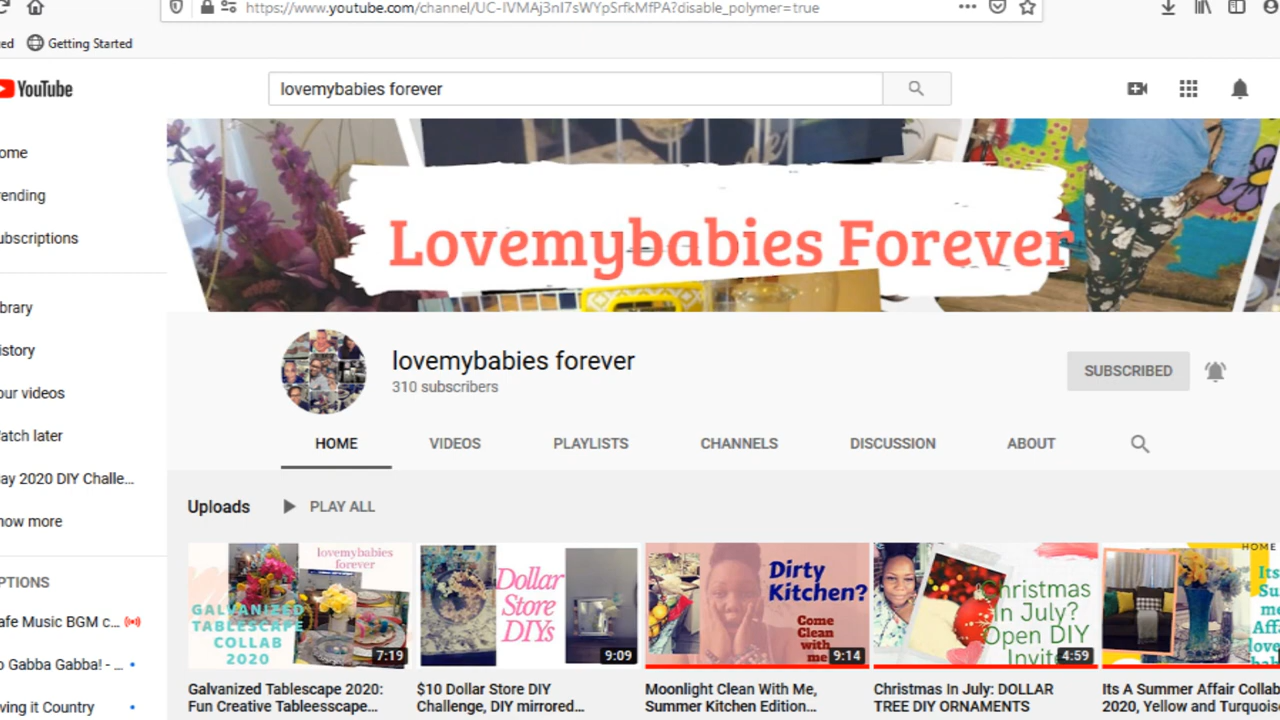 https://www.youtube.com/channel/UC-IVMAj3nI7sWYpSrfkMfPA?disable_polymer=true
ed Getting Started
YouTube
lovemybabies forever
ome
rending
ubscriptions
brary
istory
our videos
atch later
ay 2020 DIY Challe...
how more
PTIONS
afe Music BGM c...
o Gabba Gabba! - ...
ving it Country
Lovemybabies Forever
lovemybabies forever
310 subscribers
SUBSCRIBED
HOME VIDEOS PLAYLISTS CHANNELS DISCUSSION ABOUT
Uploads PLAY ALL
lovemybabies
forever
GALVANIZED
TABLESCAPE
COLLAB
2020
7:19
Galvanized Tablescape 2020:
Fun Creative Tableesscape...
Dollar
Store
DIYs
9:09
$10 Dollar Store DIY
Challenge, DIY mirrored...
Dirty
Kitchen?
Come
Clean
with
me
9:14
Moonlight Clean With Me,
Summer Kitchen Edition...
Christmas
In July?
Open DIY
Invite
4:59
Christmas In July: DOLLAR
TREE DIY ORNAMENTS
HOME
Its
Su
me
Aff
love
Its A Summer Affair Collab
2020, Yellow and Turquois